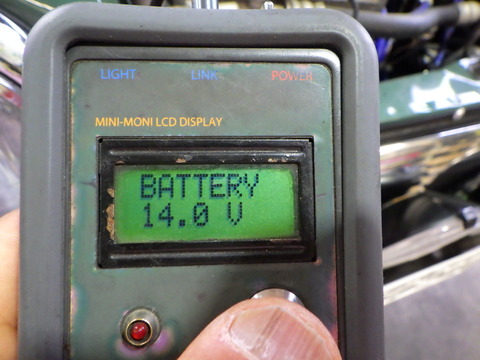 LIGHT LINK POWER
MINI-MONI LCD DISPLAY
BATTERY
14.0 V